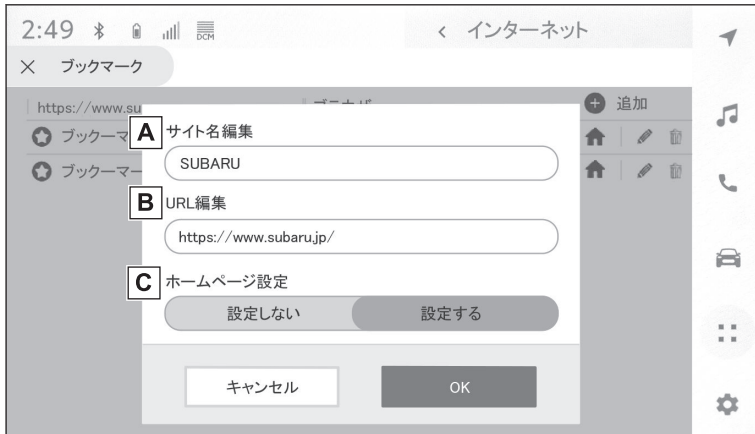 2:49 DCM < インターネット
× ブックマーク
https://www.su
追加
ブックーマ
ブックーマー
A サイト名編集
SUBARU
B URL編集
https://www.subaru.jp/
C ホームページ設定
設定しない 設定する
キャンセル OK